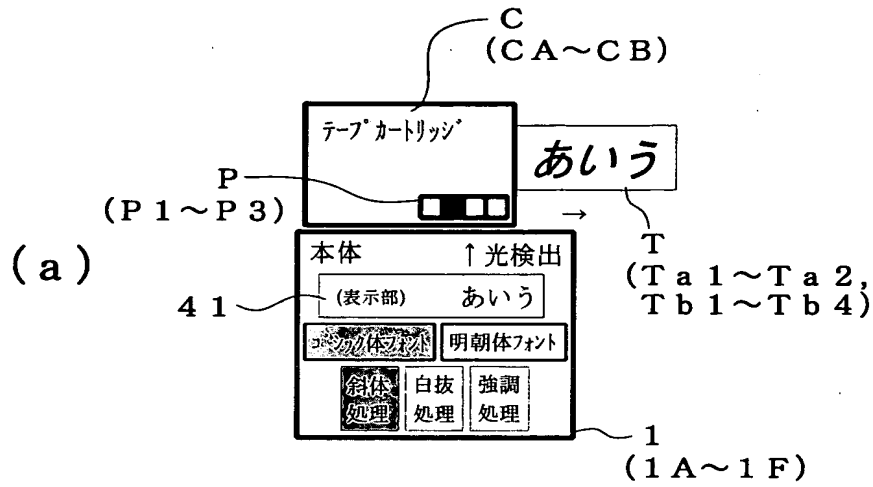 C
(CA～CB)
テープカートリッジ
あいう
P
(P1～P3)
→
T
(Ta1～Ta2,
Tb1～Tb4)
(a)
本体 ↑光検出
41
(表示部) あいう
ゴシック体フォント 明朝体フォント
斜体 白抜 強調
処理 処理 処理
1
(1A～1F)